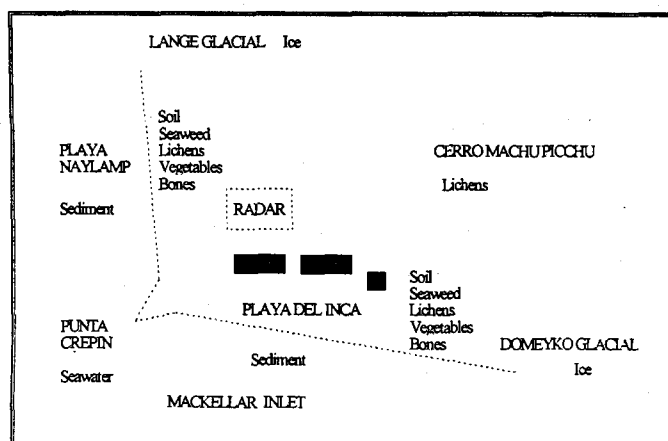 LANGE GLACIAL Ice
Soil
Seaweed
Lichens
Vegetables
Bones
PLAYA
NAYLAMP
Sediment
CERRO MACHU PICCHU
Lichens
RADAR
Soil
Seaweed
Lichens
Vegetables
Bones
PLAYA DEL INCA
PUNTA
CREPIN
Seawater
Sediment
DOMEYKO GLACIAL
Ice
MACKELLAR INLET